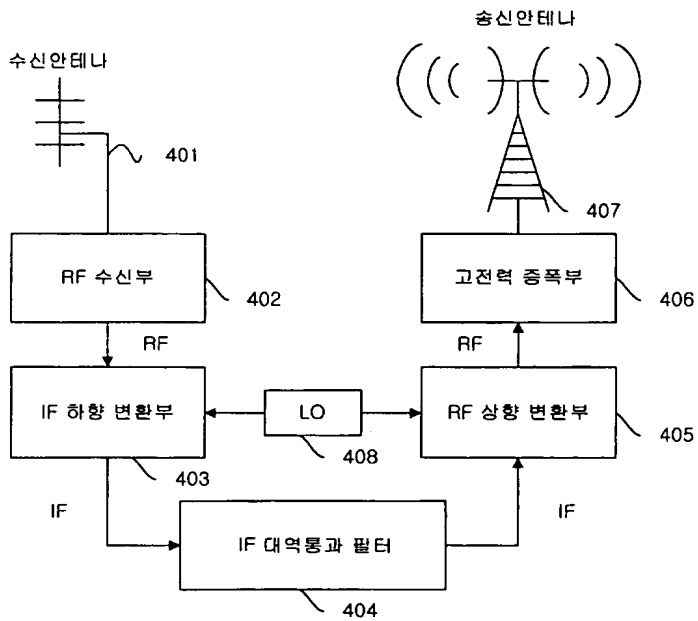 송신안테나
수신안테나
401
407
RF 수신부
고전력 증폭부
402
406
RF
RF
IF 하향 변환부
LO
RF 상향 변환부
403
408
405
IF
IF
IF 대역통과 필터
404